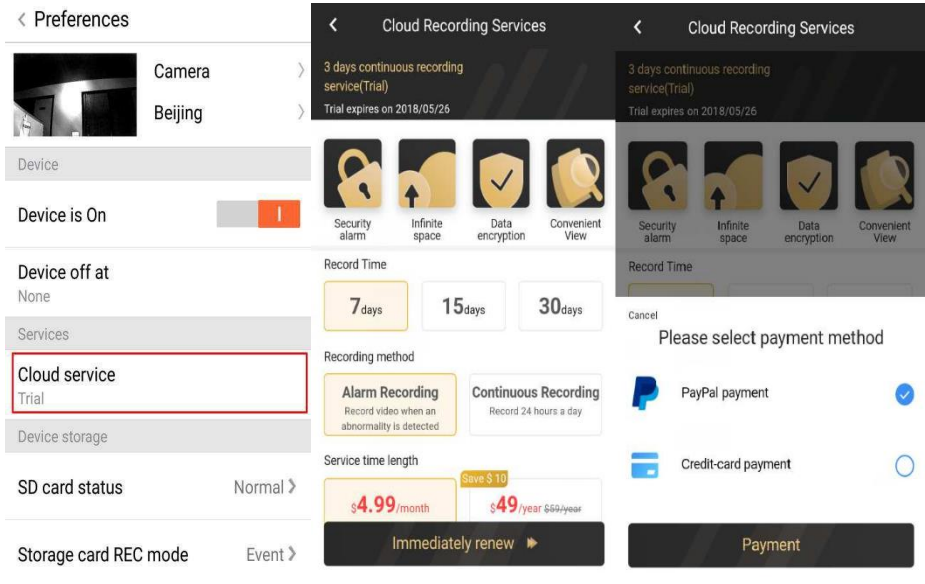 Preferences
Camera
Beijing
Device
Device is On
Device off at
None
Services
Cloud service
Trial
Device storage
SD card status Normal
Storage card REC mode Event
Cloud Recording Services
3 days continuous recording
service(Trial)
Trial expires on 2018/05/26
Security
alarm
Infinite
space
Data
encryption
Convenient
View
Record Time
7days 15days 30days
Recording method
Alarm Recording
Record video when an
abnormality is detected
Continuous Recording
Record 24 hours a day
Service time length
Save $ 10
$4.99/month $49/year $59/year
Immediately renew
Cloud Recording Services
3 days continuous recording
service(Trial)
Trial expires on 2018/05/26
Security
alarm
Infinite
space
Data
encryption
Convenient
View
Record Time
Cancel
Please select payment method
PayPal payment
Credit-card payment
Payment